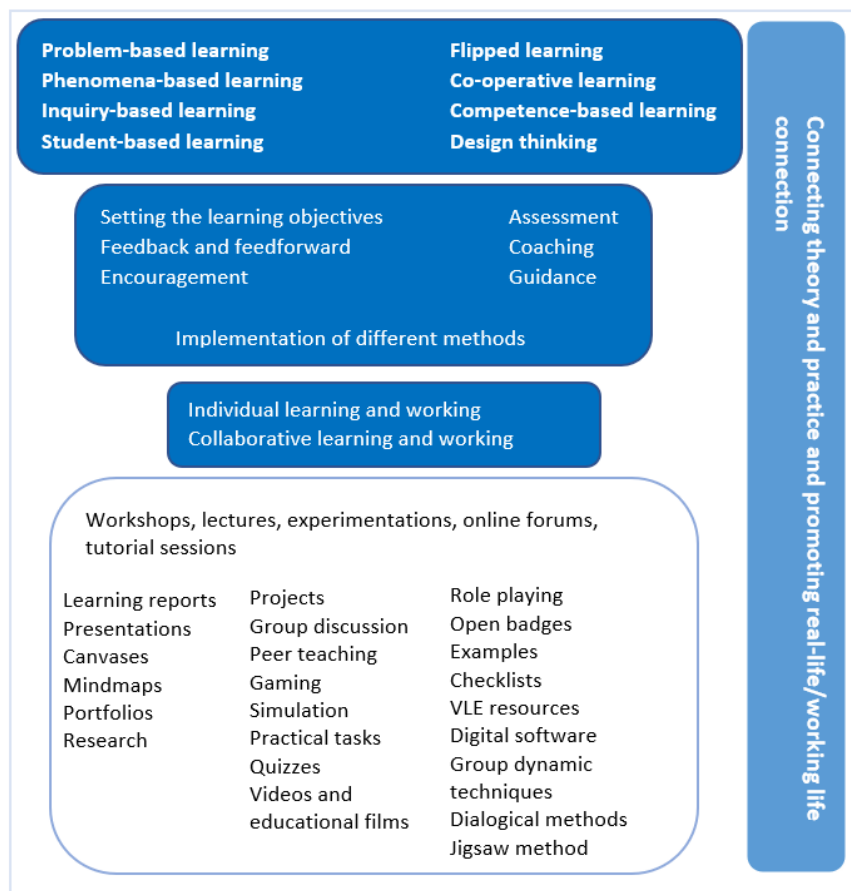 Problem-based learning
Phenomena-based learning
Inquiry-based learning
Student-based learning
Flipped learning
Co-operative learning
Competence-based learning
Design thinking
Setting the learning objectives
Feedback and feedforward
Encouragement
Assessment
Coaching
Guidance
Implementation of different methods
Individual learning and working
Collaborative learning and working
Workshops, lectures, experimentations, online forums,
tutorial sessions
Learning reports
Presentations
Canvases
Mindmaps
Portfolios
Research
Projects
Group discussion
Peer teaching
Gaming
Simulation
Practical tasks
Quizzes
Videos and
educational films
Role playing
Open badges
Examples
Checklists
VLE resources
Digital software
Group dynamic
techniques
Dialogical methods
Jigsaw method
Connecting theory and practice and promoting real-life/working life
connection